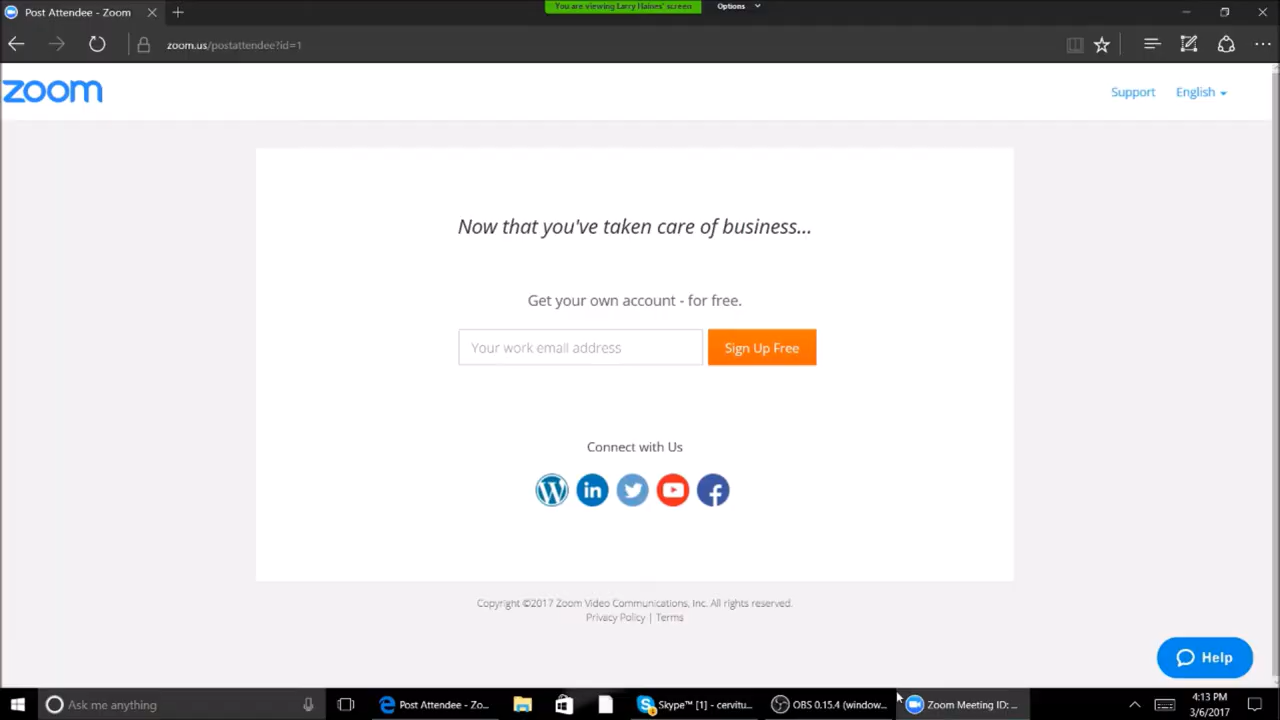 Post Attendee - Zoom
You are viewing Larry Haines' screen
Options
zoom.us/postattendee?id=1
zoom
Support
English
Now that you've taken care of business...
Get your own account - for free.
Your work email address
Sign Up Free
Connect with Us
Copyright ©2017 Zoom Video Communications, Inc. All rights reserved.
Privacy Policy | Terms
Help
Ask me anything
Post Attendee - Zo...
Skype™ [1] - cervitu...
OBS 0.15.4 (window...
Zoom Meeting ID: ...
4:13 PM
3/6/2017